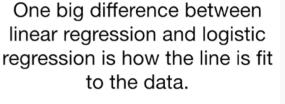 One big difference between
linear regression and logistic
regression is how the line is fit
to the data.